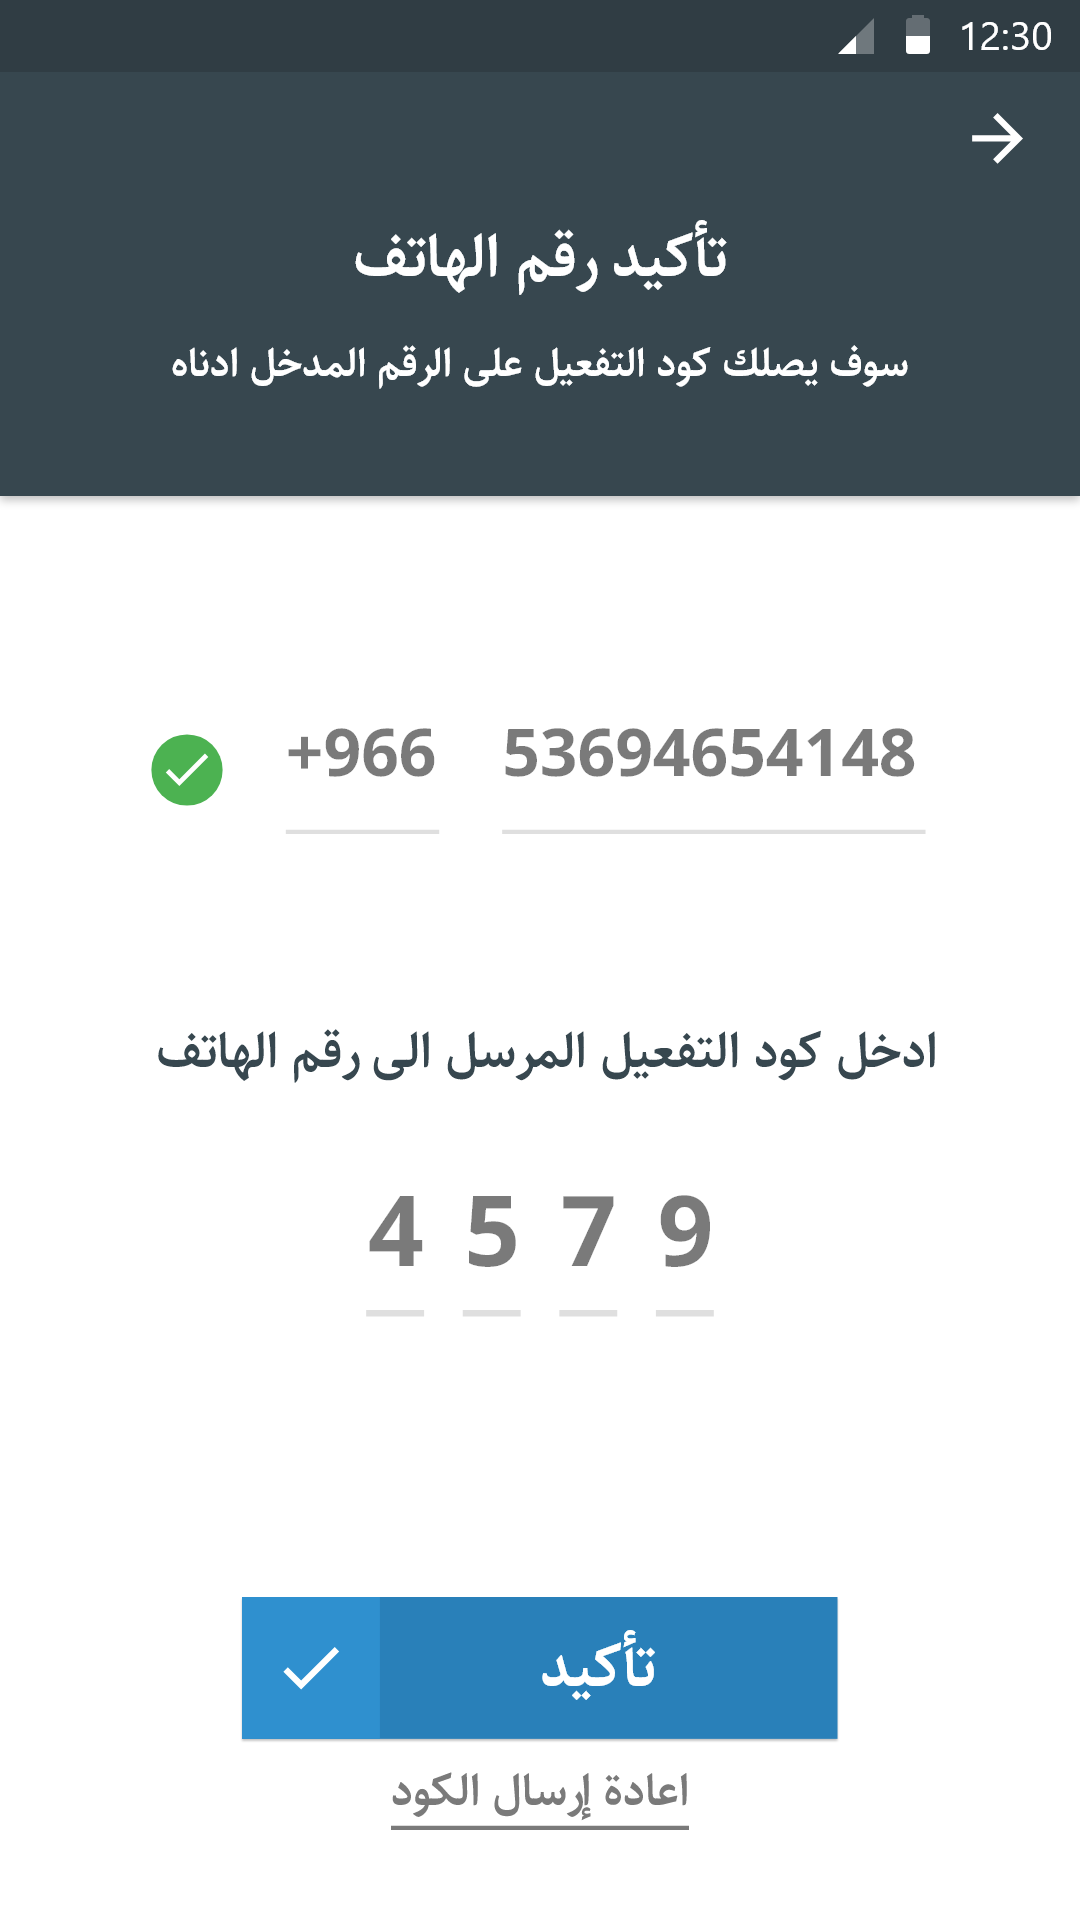 12:30
تأكيد رقم الهاتف
سوف يصلك كود التفعيل على الرقم المدخل ادناه
+966 53694654148
ادخل كود التفعيل المرسل الى رقم الهاتف
4 5 7 9
تأكيد
اعادة إرسال الكود